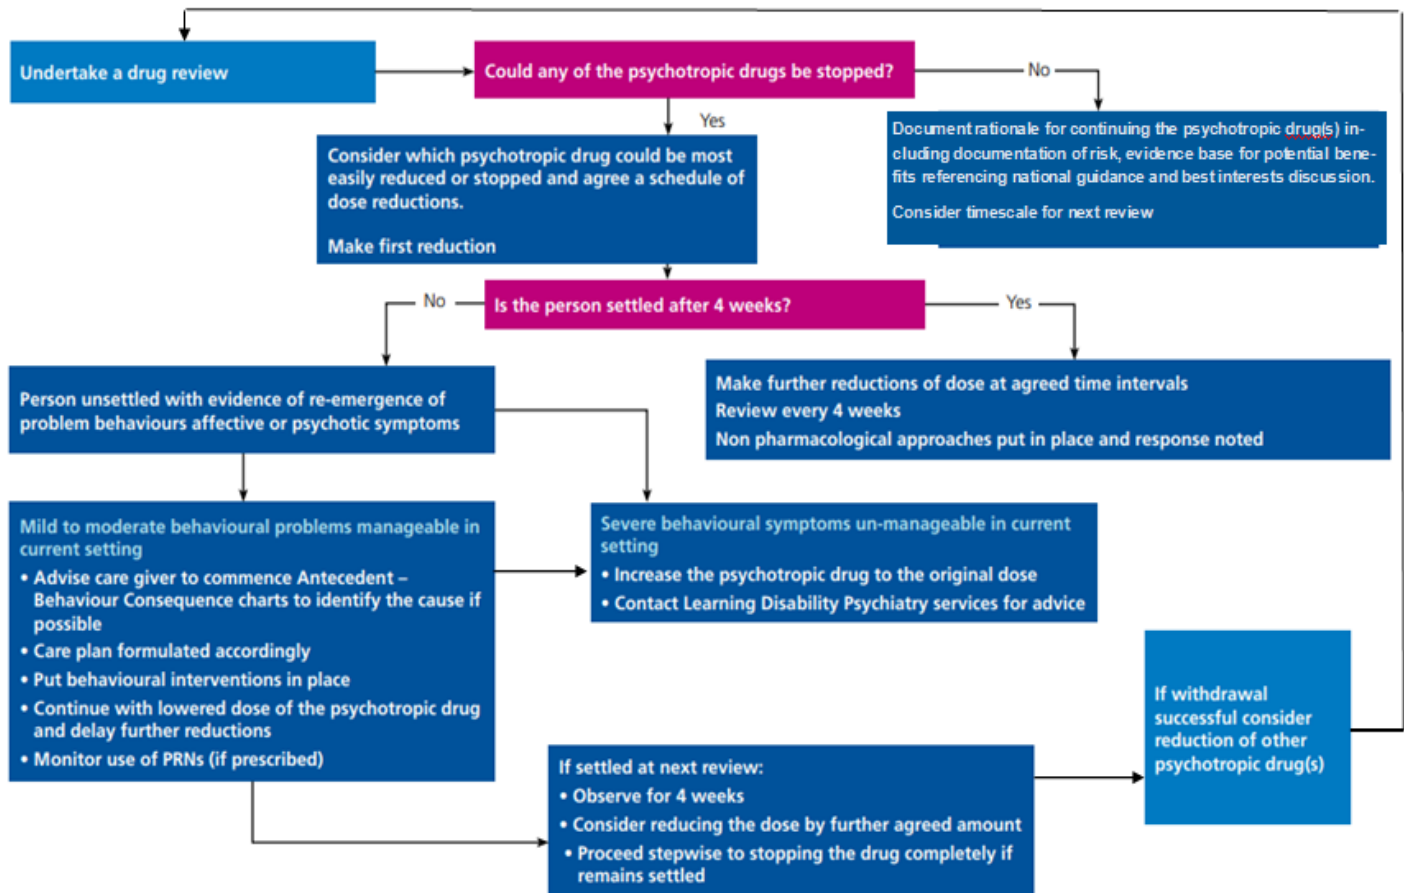 Undertake a drug review
Could any of the psychotropic drugs be stopped?
No
Yes
Document rationale for continuing the psychotropic drug(s) in-
cluding documentation of risk, evidence base for potential bene-
fits referencing national guidance and best interests discussion.
Consider timescale for next review
Consider which psychotropic drug could be most
easily reduced or stopped and agree a schedule of
dose reductions.
Make first reduction
No
Is the person settled after 4 weeks?
Yes
Person unsettled with evidence of re-emergence of
problem behaviours affective or psychotic symptoms
Make further reductions of dose at agreed time intervals
Review every 4 weeks
Non pharmacological approaches put in place and response noted
Mild to moderate behavioural problems manageable in
current setting
• Advise care giver to commence Antecedent –
Behaviour Consequence charts to identify the cause if
possible
• Care plan formulated accordingly
• Put behavioural interventions in place
• Continue with lowered dose of the psychotropic drug
and delay further reductions
• Monitor use of PRNs (if prescribed)
Severe behavioural symptoms un-manageable in current
setting
• Increase the psychotropic drug to the original dose
• Contact Learning Disability Psychiatry services for advice
If settled at next review:
• Observe for 4 weeks
• Consider reducing the dose by further agreed amount
• Proceed stepwise to stopping the drug completely if
remains settled
If withdrawal
successful consider
reduction of other
psychotropic drug(s)